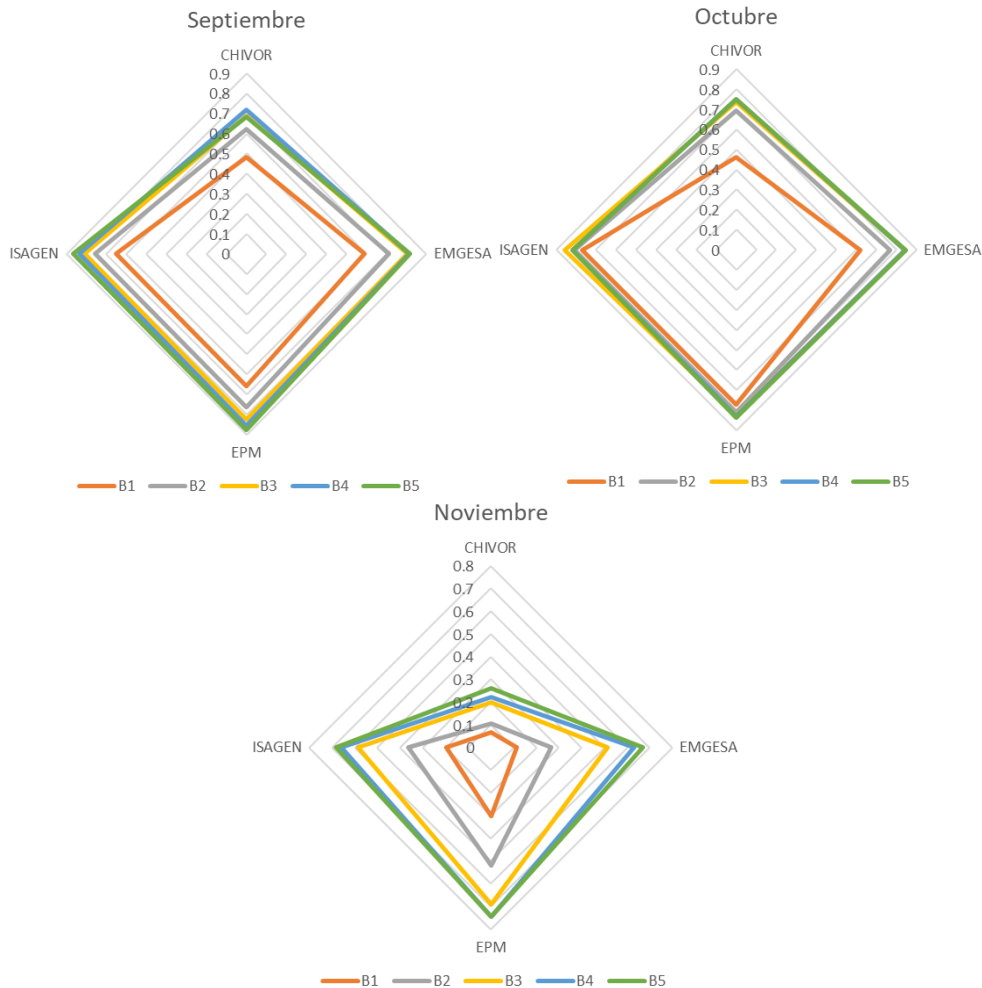 Septiembre
CHIVOR
0.9
0.8
0.7
0.6
0.5
0.4
0.3
0.2
0.1
0
ISAGEN
EMGESA
EPM
B1 B2 B3 B4 B5
Octubre
CHIVOR
0.9
0.8
0.7
0.6
0.5
0.4
0.3
0.2
0.1
0
ISAGEN
EMGESA
EPM
B1 B2 B3 B4 B5
Noviembre
CHIVOR
0.8
0.7
0.6
0.5
0.4
0.3
0.2
0.1
0
ISAGEN
EMGESA
EPM
B1 B2 B3 B4 B5